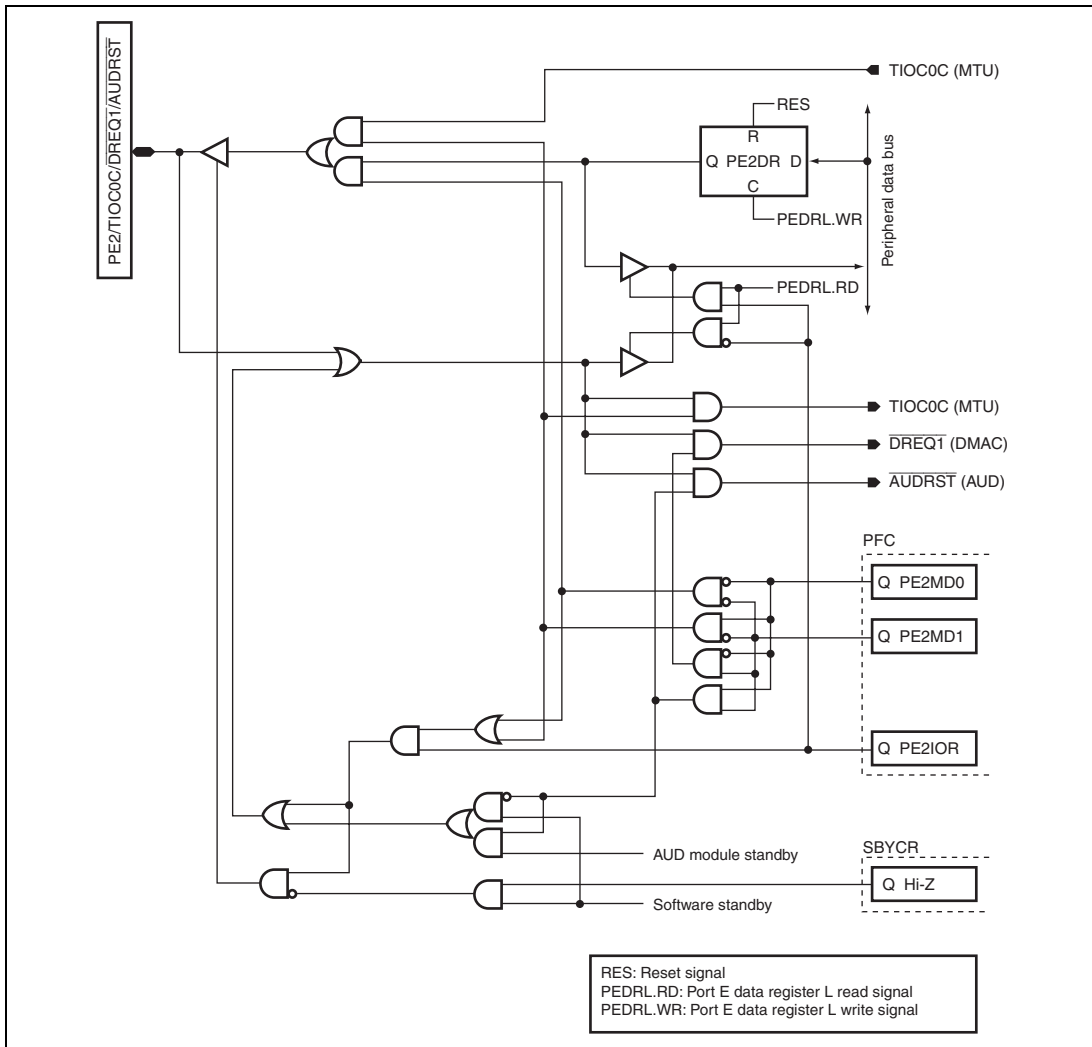 PE2/TIOC0C/DREQ1/AUDRST
TIOC0C (MTU)
RES
R
Q PE2DR D
C
PEDRL.WR
Peripheral data bus
PEDRL.RD
TIOC0C (MTU)
DREQ1 (DMAC)
AUDRST (AUD)
PFC
Q PE2MD0
Q PE2MD1
Q PE2IOR
AUD module standby
SBYCR
Q Hi-Z
Software standby
RES: Reset signal
PEDRL.RD: Port E data register L read signal
PEDRL.WR: Port E data register L write signal